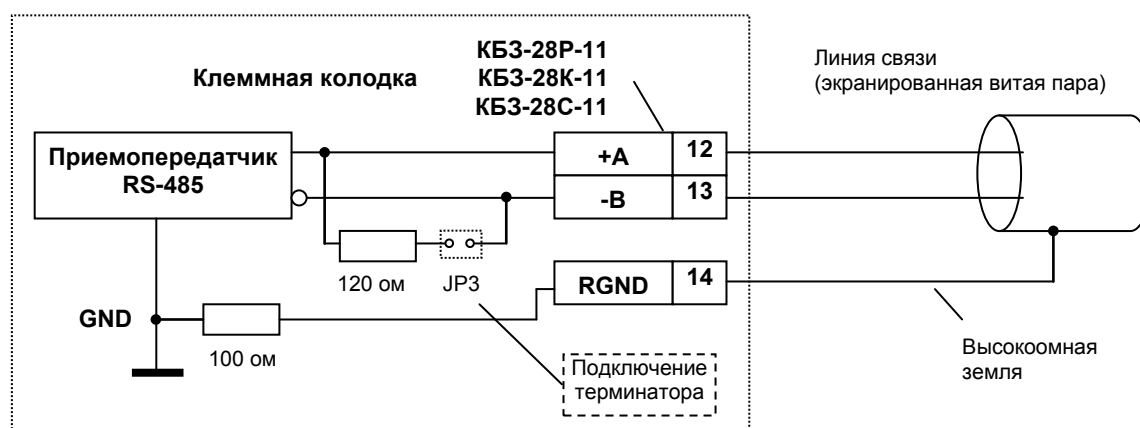 КБЗ-28Р-11
Клеммная колодка
КБЗ-28К-11
КБЗ-28С-11
Линия связи
(экранированная витая пара)
Приемопередатчик
RS-485
+A
12
-B
13
120 ом
JP3
RGND
14
GND
100 ом
Подключение
терминатора
Высокоомная
земля